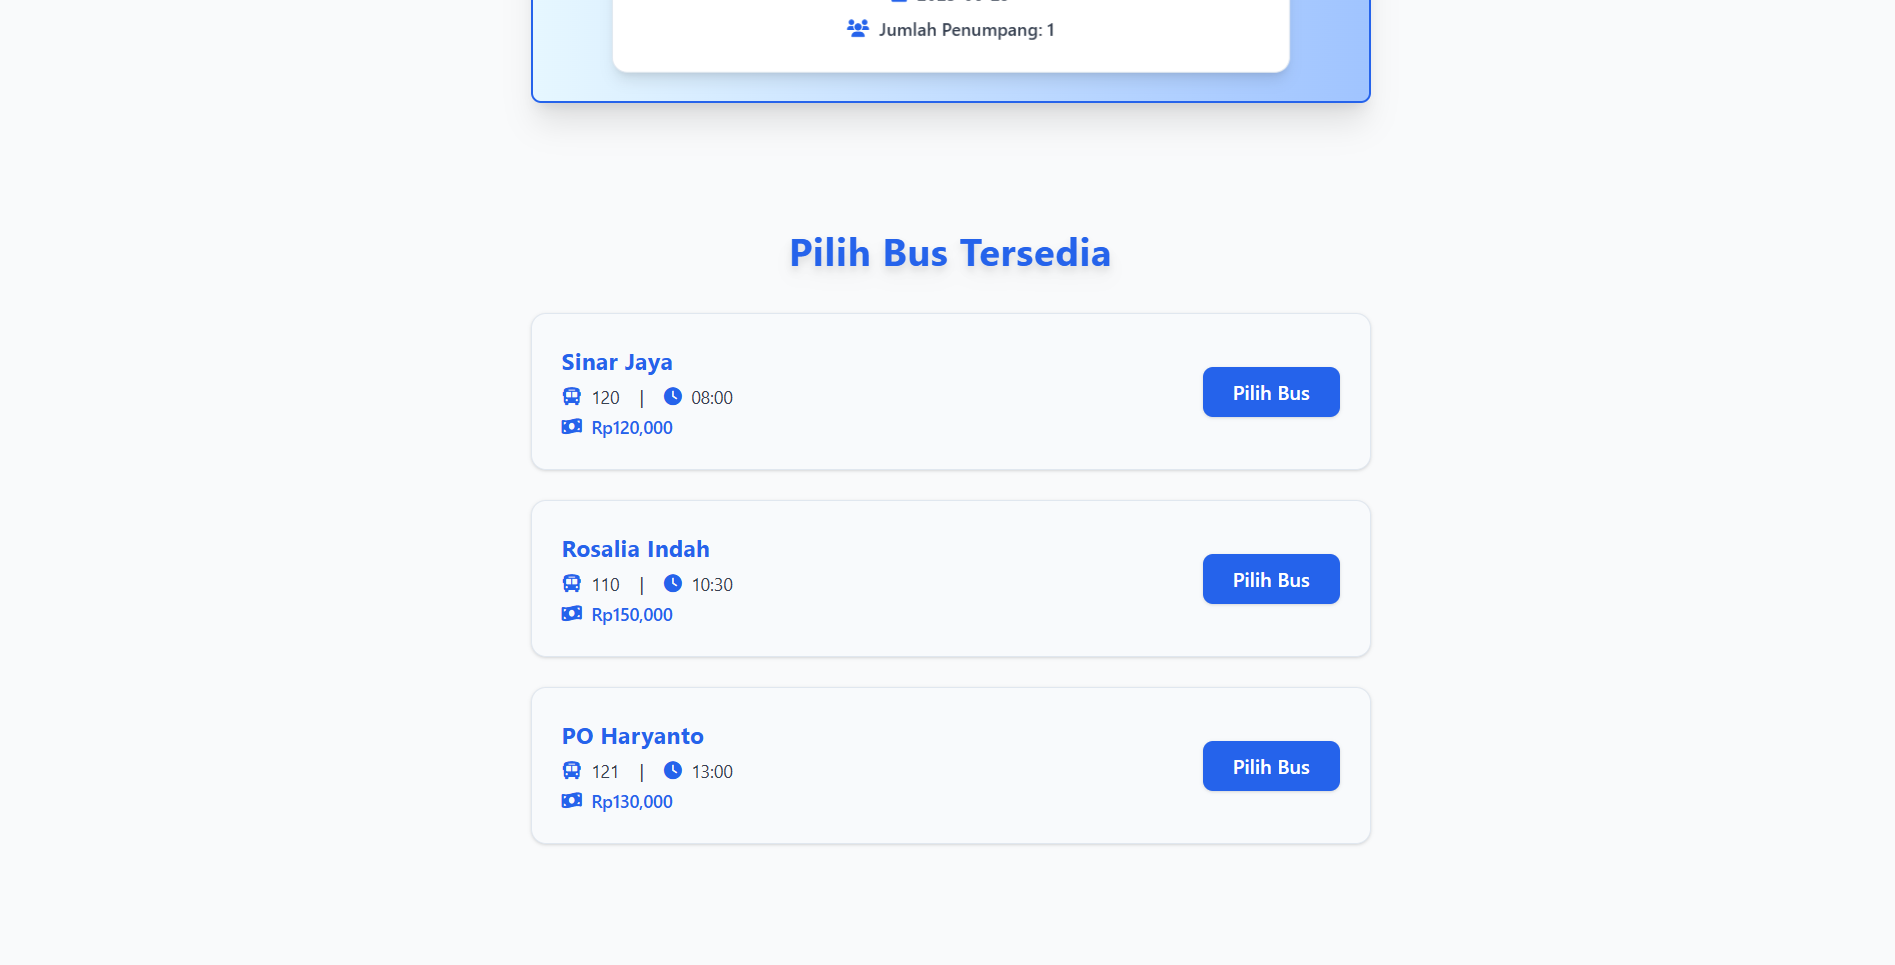 Jumlah Penumpang: 1
Pilih Bus Tersedia
Sinar Jaya
120 | 08:00
Rp120,000
Pilih Bus
Rosalia Indah
110 | 10:30
Rp150,000
Pilih Bus
PO Haryanto
121 | 13:00
Rp130,000
Pilih Bus